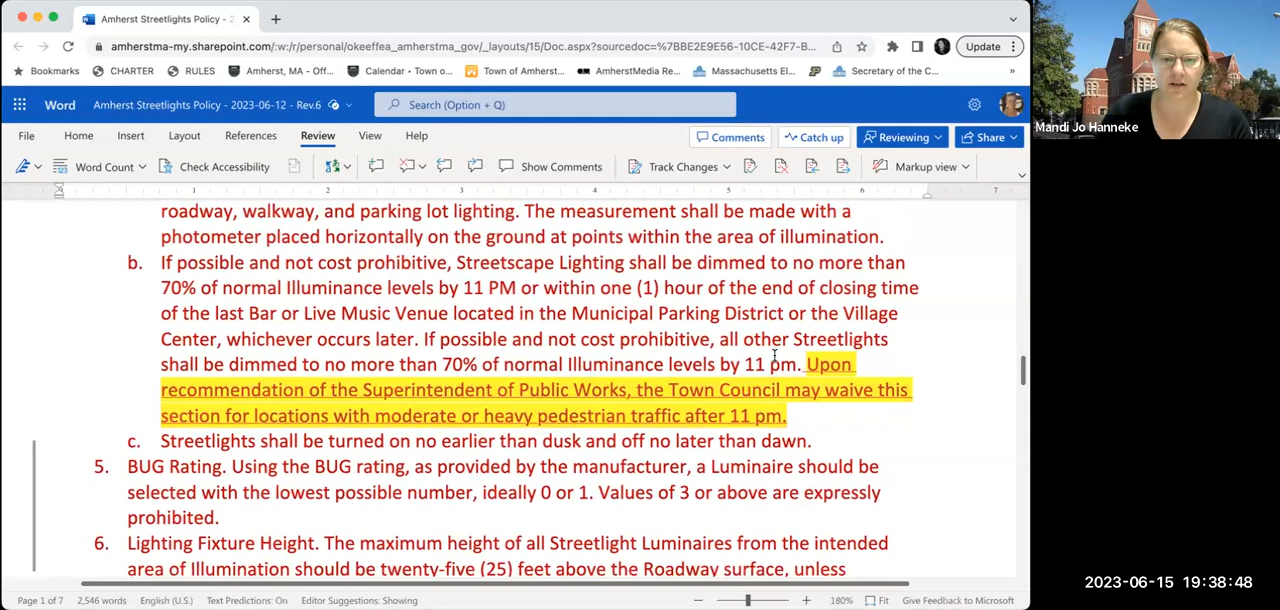 Amherst Streetlights Policy - 2
amherstma-my.sharepoint.com/:w:/r/personal/okeeffea_amherstma_gov/_layouts/15/Doc.aspx?sourcedoc=%7BBE2E9E56-10CE-42F7-B...
Update
Bookmarks CHARTER RULES Amherst, MA - Off... Calendar • Town o... Town of Amherst... AmherstMedia Re... Massachusetts El... Secretary of the C... »
Word Amherst Streetlights Policy - 2023-06-12 - Rev.6 Search (Option + Q)
Mandi Jo Hanneke
File Home Insert Layout References Review View Help Comments Catch up Reviewing Share
Word Count Check Accessibility Show Comments Track Changes Markup view
1 2 3 4 5 6 7
roadway, walkway, and parking lot lighting. The measurement shall be made with a
photometer placed horizontally on the ground at points within the area of illumination.
b. If possible and not cost prohibitive, Streetscape Lighting shall be dimmed to no more than
70% of normal Illuminance levels by 11 PM or within one (1) hour of the end of closing time
of the last Bar or Live Music Venue located in the Municipal Parking District or the Village
Center, whichever occurs later. If possible and not cost prohibitive, all other Streetlights
shall be dimmed to no more than 70% of normal Illuminance levels by 11 pm. Upon
recommendation of the Superintendent of Public Works, the Town Council may waive this
section for locations with moderate or heavy pedestrian traffic after 11 pm.
c. Streetlights shall be turned on no earlier than dusk and off no later than dawn.
5. BUG Rating. Using the BUG rating, as provided by the manufacturer, a Luminaire should be
selected with the lowest possible number, ideally 0 or 1. Values of 3 or above are expressly
prohibited.
6. Lighting Fixture Height. The maximum height of all Streetlight Luminaires from the intended
area of Illumination should be twenty-five (25) feet above the Roadway surface, unless
2023-06-15 19:38:48
Page 1 of 7 2,546 words English (U.S.) Text Predictions: On Editor Suggestions: Showing 180% Fit Give Feedback to Microsoft